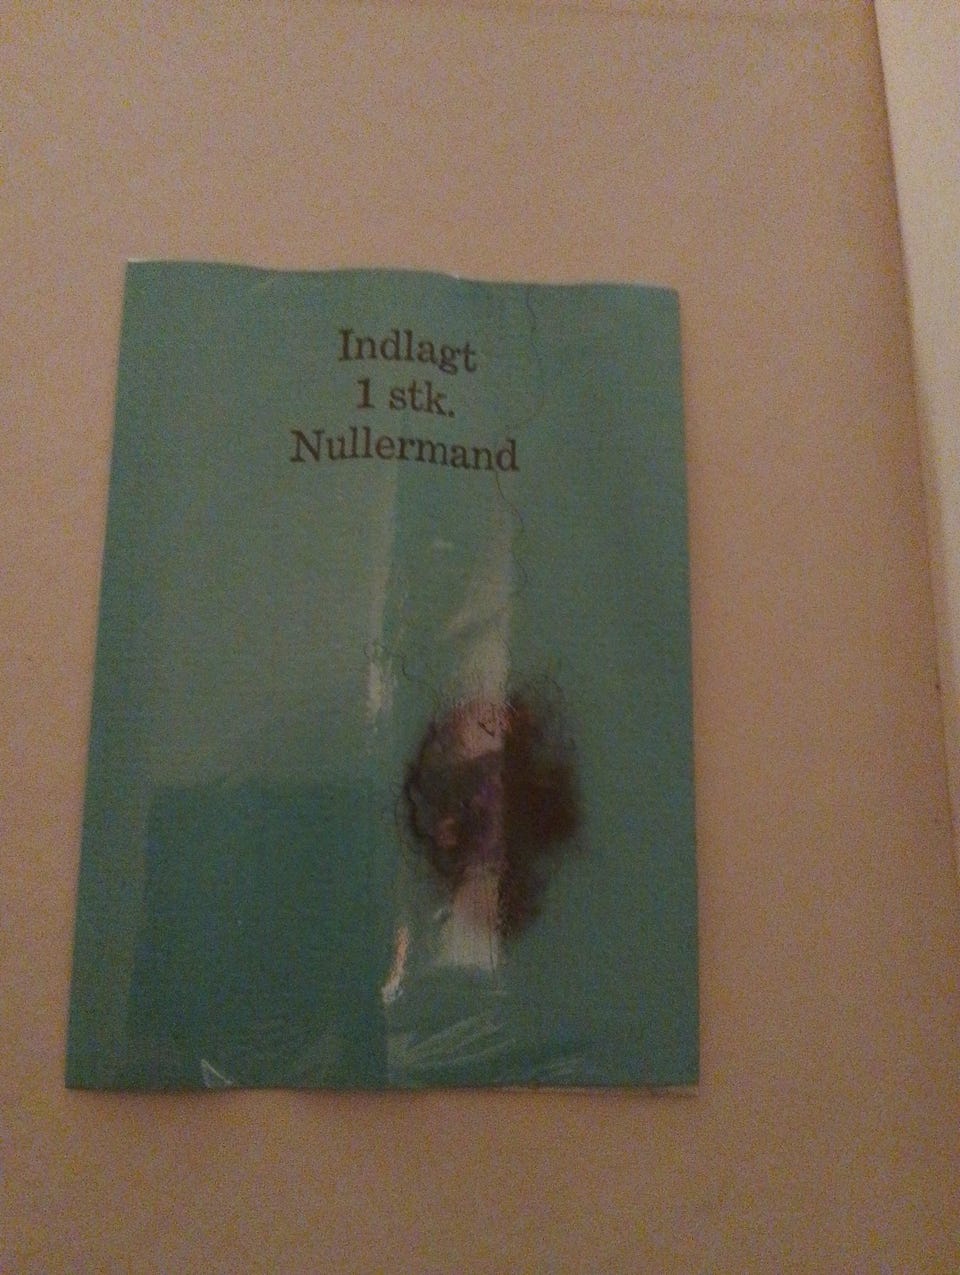 Indlagt
1 stk.
Nullermand